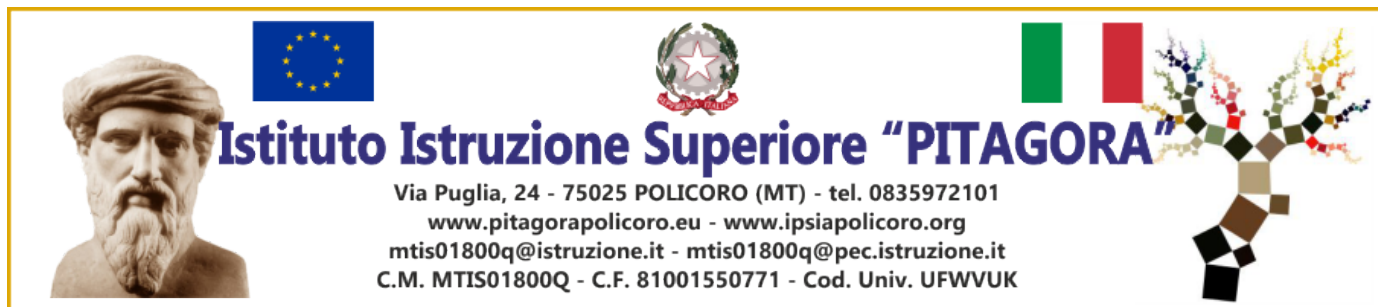 Istituto Istruzione Superiore “PITAGORA”
Via Puglia, 24 - 75025 POLICORO (MT) - tel. 0835972101
www.pitagorapolicoro.eu - www.ipsiapolicoro.org
mtis01800q@istruzione.it - mtis01800q@pec.istruzione.it
C.M. MTIS01800Q - C.F. 81001550771 - Cod. Univ. UFWVUK